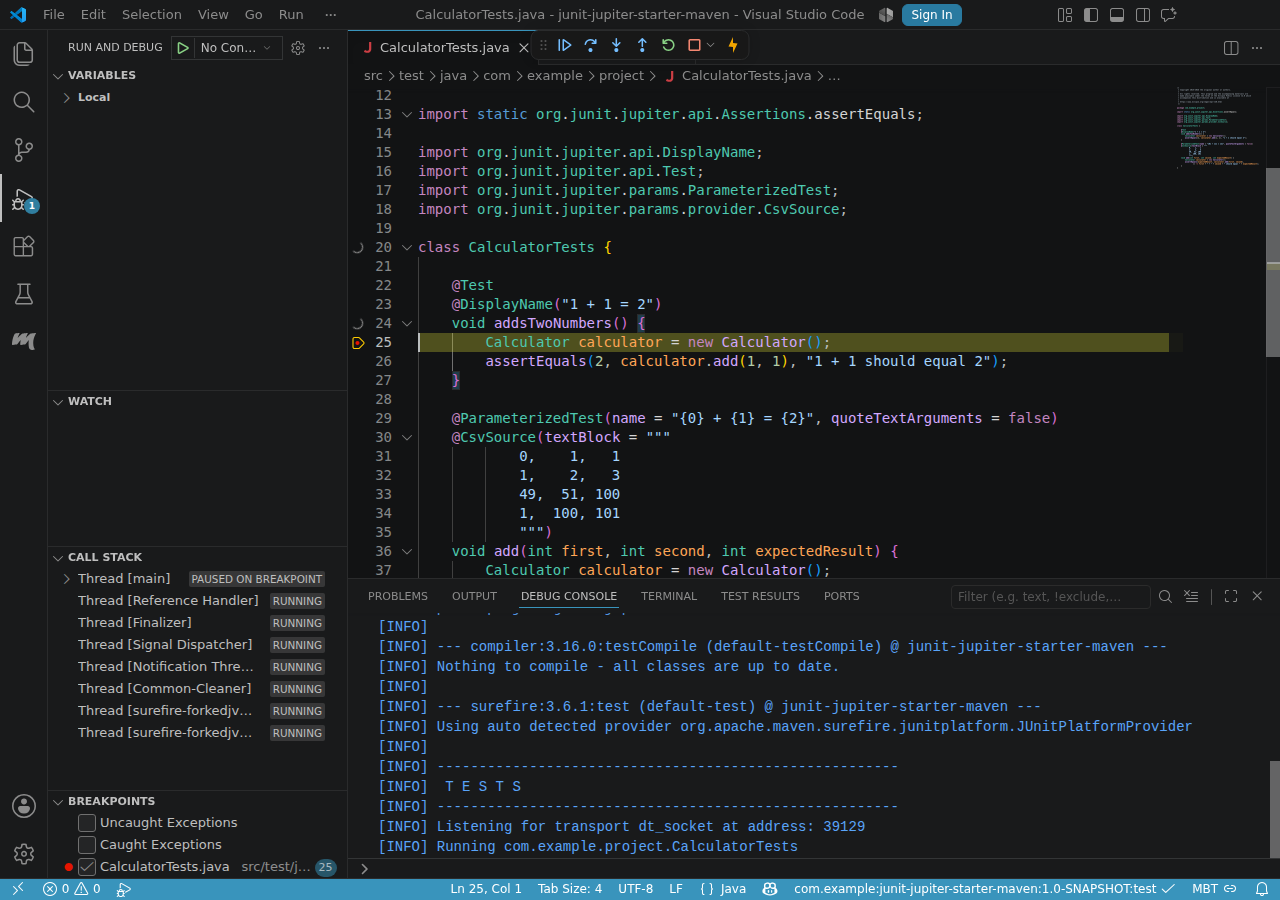 File Edit Selection View Go Run ···
CalculatorTests.java - junit-jupiter-starter-maven - Visual Studio Code
Sign In
RUN AND DEBUG No Con... ···
VARIABLES
Local
WATCH
CALL STACK
Thread [main] PAUSED ON BREAKPOINT
Thread [Reference Handler] RUNNING
Thread [Finalizer] RUNNING
Thread [Signal Dispatcher] RUNNING
Thread [Notification Thre... RUNNING
Thread [Common-Cleaner] RUNNING
Thread [surefire-forkedjv... RUNNING
Thread [surefire-forkedjv... RUNNING
BREAKPOINTS
Uncaught Exceptions
Caught Exceptions
CalculatorTests.java src/test/j... 25
1
CalculatorTests.java
src > test > java > com > example > project > CalculatorTests.java > ...
12
13 import static org.junit.jupiter.api.Assertions.assertEquals;
14
15 import org.junit.jupiter.api.DisplayName;
16 import org.junit.jupiter.api.Test;
17 import org.junit.jupiter.params.ParameterizedTest;
18 import org.junit.jupiter.params.provider.CsvSource;
19
20 class CalculatorTests {
21
22 @Test
23 @DisplayName("1 + 1 = 2")
24 void addsTwoNumbers() {
25 Calculator calculator = new Calculator();
26 assertEquals(2, calculator.add(1, 1), "1 + 1 should equal 2");
27 }
28
29 @ParameterizedTest(name = "{0} + {1} = {2}", quoteTextArguments = false)
30 @CsvSource(textBlock = """
31 0, 1, 1
32 1, 2, 3
33 49, 51, 100
34 1, 100, 101
35 """)
36 void add(int first, int second, int expectedResult) {
37 Calculator calculator = new Calculator();
PROBLEMS OUTPUT DEBUG CONSOLE TERMINAL TEST RESULTS PORTS
Filter (e.g. text, !exclude,...
[INFO]
[INFO] --- compiler:3.16.0:testCompile (default-testCompile) @ junit-jupiter-starter-maven ---
[INFO] Nothing to compile - all classes are up to date.
[INFO]
[INFO] --- surefire:3.6.1:test (default-test) @ junit-jupiter-starter-maven ---
[INFO] Using auto detected provider org.apache.maven.surefire.junitplatform.JUnitPlatformProvider
[INFO]
[INFO] -------------------------------------------------------
[INFO]  T E S T S
[INFO] -------------------------------------------------------
[INFO] Listening for transport dt_socket at address: 39129
[INFO] Running com.example.project.CalculatorTests
0 0 Ln 25, Col 1 Tab Size: 4 UTF-8 LF { } Java com.example:junit-jupiter-starter-maven:1.0-SNAPSHOT:test MBT